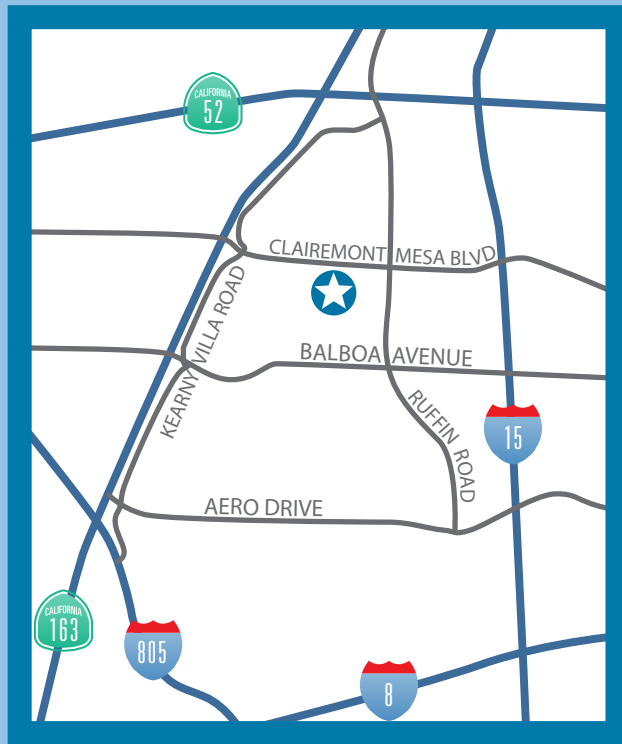 CALIFORNIA
52
CLAIREMONT MESA BLVD
KEARNY VILLA ROAD
BALBOA AVENUE
RUFFIN ROAD
15
AERO DRIVE
CALIFORNIA
163
805
8